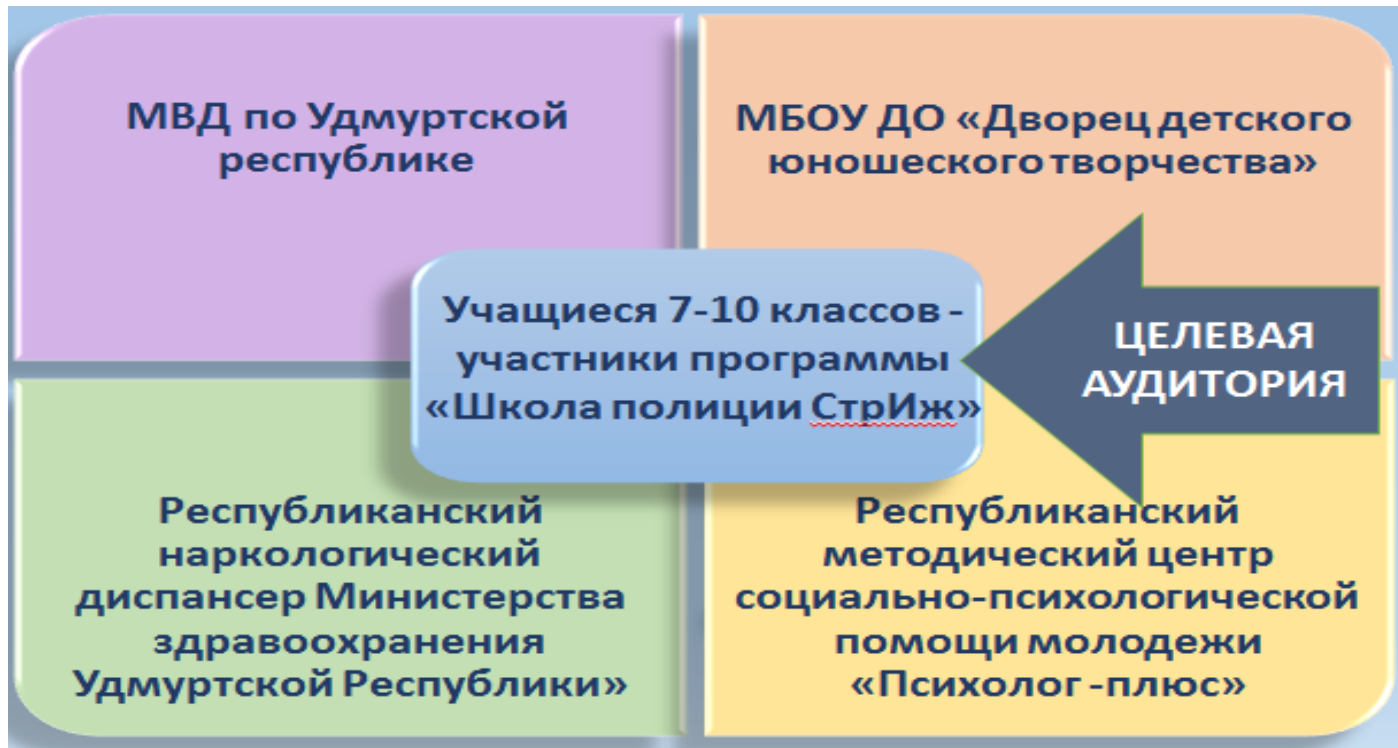 МВД по Удмуртской
республике
МБОУ ДО «Дворец детского
юношеского творчества»
Учащиеся 7-10 классов -
участники программы
«Школа полиции СтрИж»
ЦЕЛЕВАЯ
АУДИТОРИЯ
Республиканский
наркологический
диспансер Министерства
здравоохранения
Удмуртской Республики»
Республиканский
методический центр
социально-психологической
помощи молодежи
«Психолог -плюс»